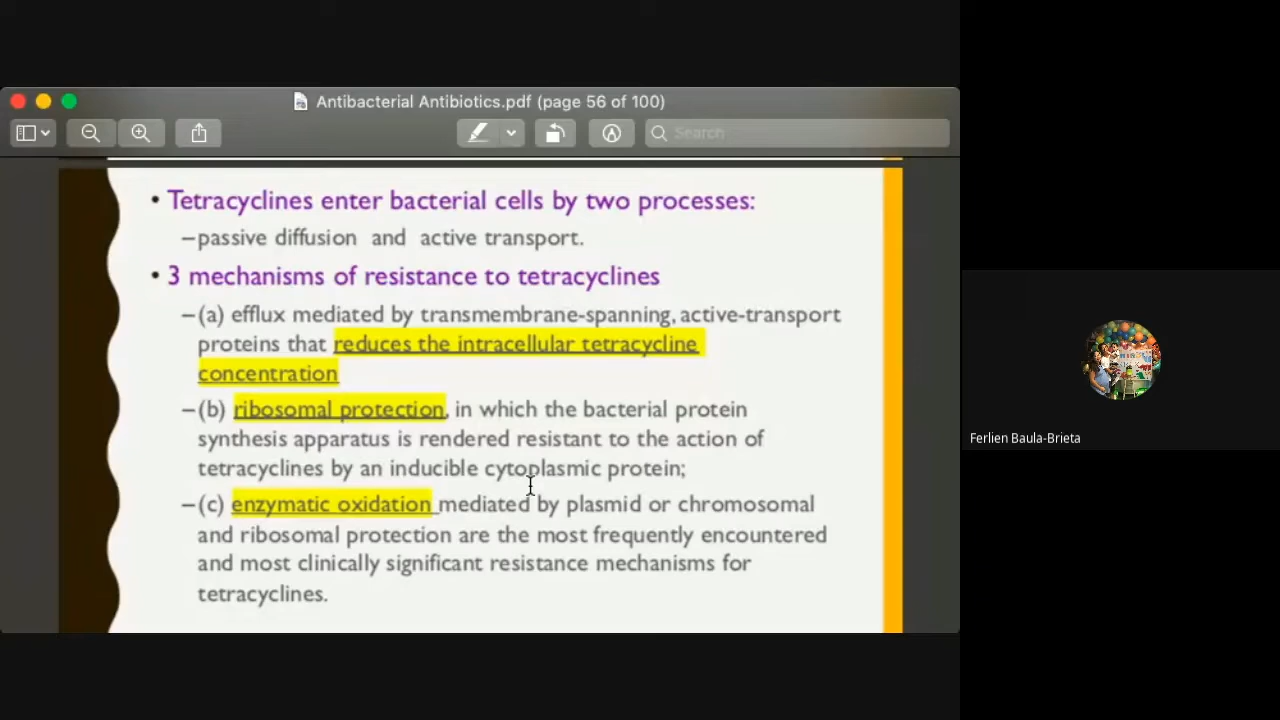 Antibacterial Antibiotics.pdf (page 56 of 100)
Search
• Tetracyclines enter bacterial cells by two processes:
–passive diffusion and active transport.
• 3 mechanisms of resistance to tetracyclines
–(a) efflux mediated by transmembrane-spanning, active-transport
proteins that reduces the intracellular tetracycline
concentration
–(b) ribosomal protection, in which the bacterial protein
synthesis apparatus is rendered resistant to the action of
tetracyclines by an inducible cytoplasmic protein;
–(c) enzymatic oxidation mediated by plasmid or chromosomal
and ribosomal protection are the most frequently encountered
and most clinically significant resistance mechanisms for
tetracyclines.
Ferlien Baula-Brieta